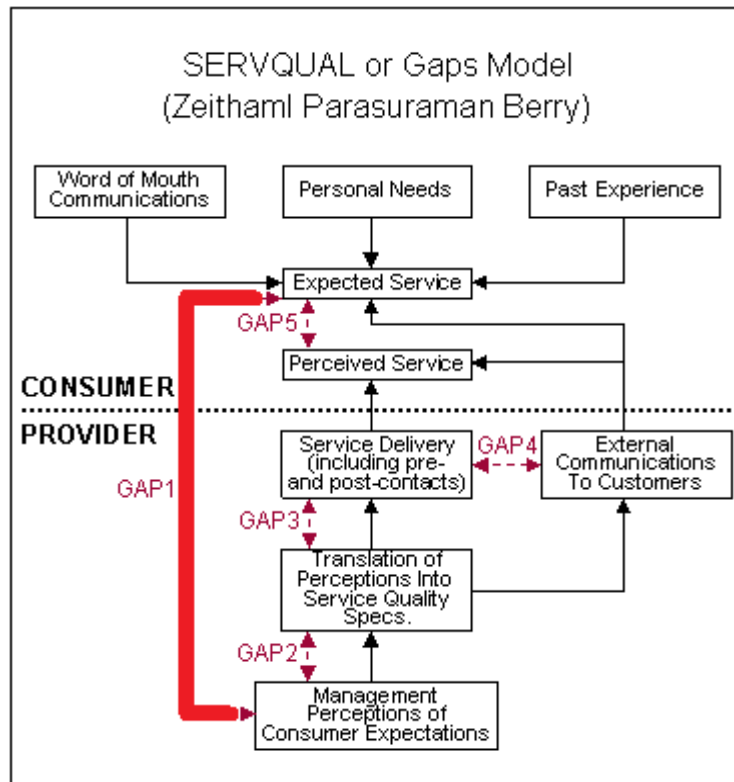 SERVQUAL or Gaps Model
(Zeithaml Parasuraman Berry)
Word of Mouth
Communications
Personal Needs
Past Experience
Expected Service
GAP5
Perceived Service
CONSUMER
PROVIDER
Service Delivery
(including pre-
and post-contacts)
GAP4
External
Communications
To Customers
GAP1
GAP3
Translation of
Perceptions Into
Service Quality
Specs.
GAP2
Management
Perceptions of
Consumer Expectations